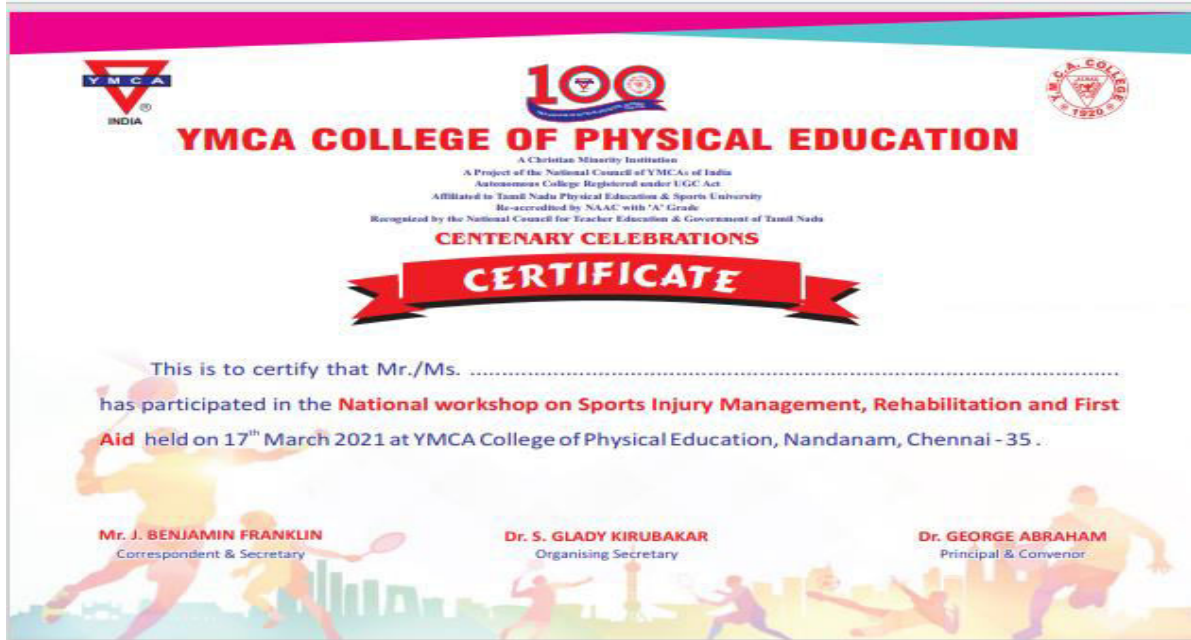 YMCA
®
INDIA
100
Y.M.C.A. COLLEGE
1920
YMCA COLLEGE OF PHYSICAL EDUCATION
A Christian Minority Institution
A Project of the National Council of YMCAs of India
Autonomous College Registered under UGC Act
Affiliated to Tamil Nadu Physical Education & Sports University
Re-accredited by NAAC with 'A' Grade
Recognized by the National Council for Teacher Education & Government of Tamil Nadu
CENTENARY CELEBRATIONS
CERTIFICATE
This is to certify that Mr./Ms. ....................................................................................................
has participated in the National workshop on Sports Injury Management, Rehabilitation and First
Aid held on 17th March 2021 at YMCA College of Physical Education, Nandanam, Chennai - 35 .
Mr. J. BENJAMIN FRANKLIN
Correspondent & Secretary
Dr. S. GLADY KIRUBAKAR
Organising Secretary
Dr. GEORGE ABRAHAM
Principal & Convenor